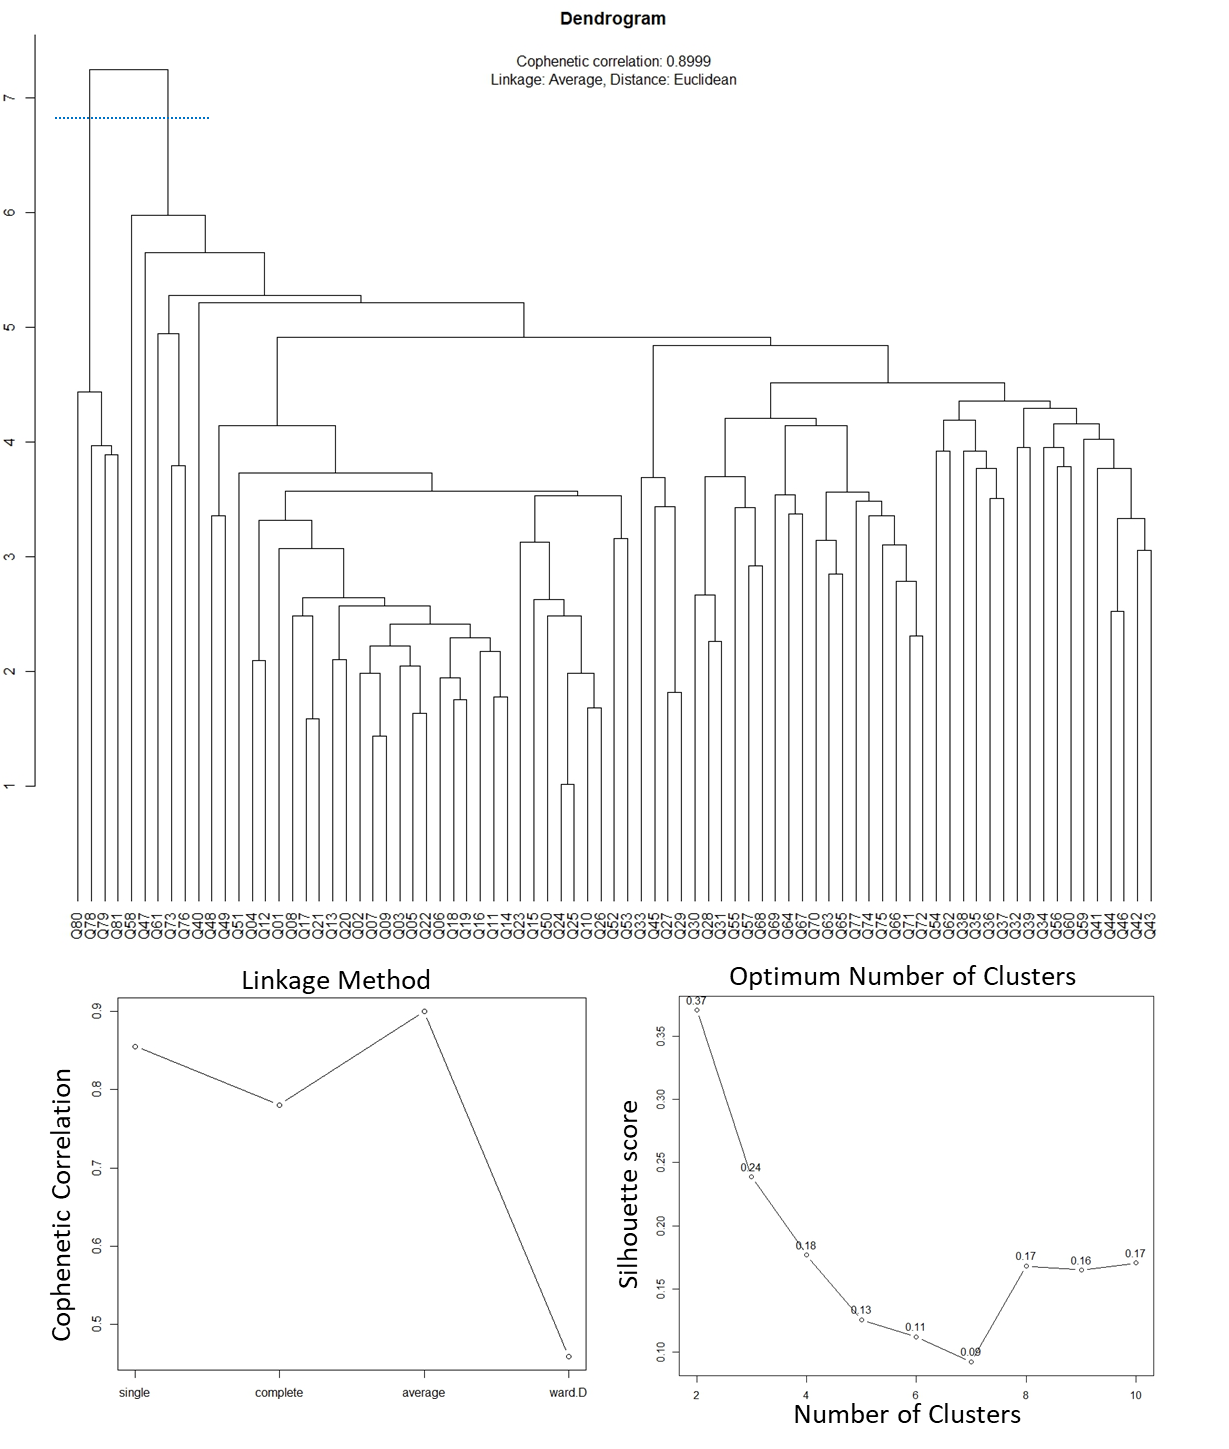 Dendrogram
Cophenetic correlation: 0.8999
Linkage: Average, Distance: Euclidean
7
6
5
4
3
2
1
Q80 Q78 Q79 Q81 Q58 Q47 Q61 Q73 Q76 Q40 Q48 Q49 Q51 Q04 Q12 Q01 Q08 Q17 Q21 Q13 Q20 Q02 Q07 Q09 Q03 Q05 Q22 Q06 Q18 Q19 Q16 Q11 Q14 Q23 Q15 Q50 Q24 Q25 Q10 Q26 Q52 Q53 Q33 Q45 Q27 Q29 Q30 Q28 Q31 Q55 Q57 Q68 Q69 Q64 Q67 Q70 Q63 Q65 Q77 Q74 Q75 Q66 Q71 Q72 Q54 Q62 Q38 Q35 Q36 Q37 Q32 Q39 Q34 Q56 Q60 Q59 Q41 Q44 Q46 Q42 Q43
Linkage Method
Cophenetic Correlation
0.9
0.8
0.7
0.6
0.5
single complete average ward.D
Optimum Number of Clusters
Silhouette score
0.35
0.30
0.25
0.20
0.15
0.10
0.37
0.24
0.18
0.13
0.11
0.09
0.17
0.16
0.17
2 4 6 8 10
Number of Clusters